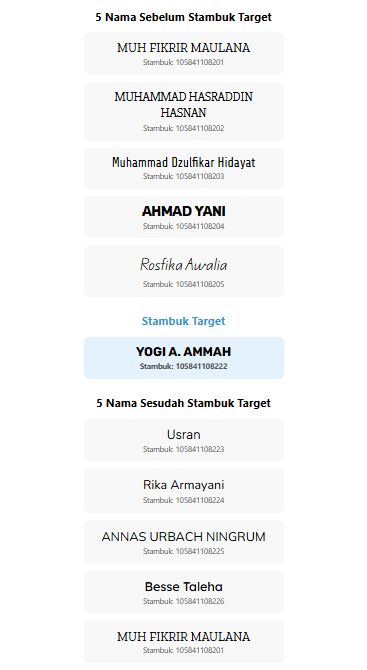 5 Nama Sebelum Stambuk Target
MUH FIKRIR MAULANA
Stambuk: 105841108201
MUHAMMAD HASRADDIN
HASNAN
Stambuk: 105841108202
Muhammad Dzulfikar Hidayat
Stambuk: 105841108203
AHMAD YANI
Stambuk: 105841108204
Rosfika Awalia
Stambuk: 105841108205
Stambuk Target
YOGI A. AMMAH
Stambuk: 105841108222
5 Nama Sesudah Stambuk Target
Usran
Stambuk: 105841108223
Rika Armayani
Stambuk: 105841108224
ANNAS URBACH NINGRUM
Stambuk: 105841108225
Besse Taleha
Stambuk: 105841108226
MUH FIKRIR MAULANA
Stambuk: 105841108201